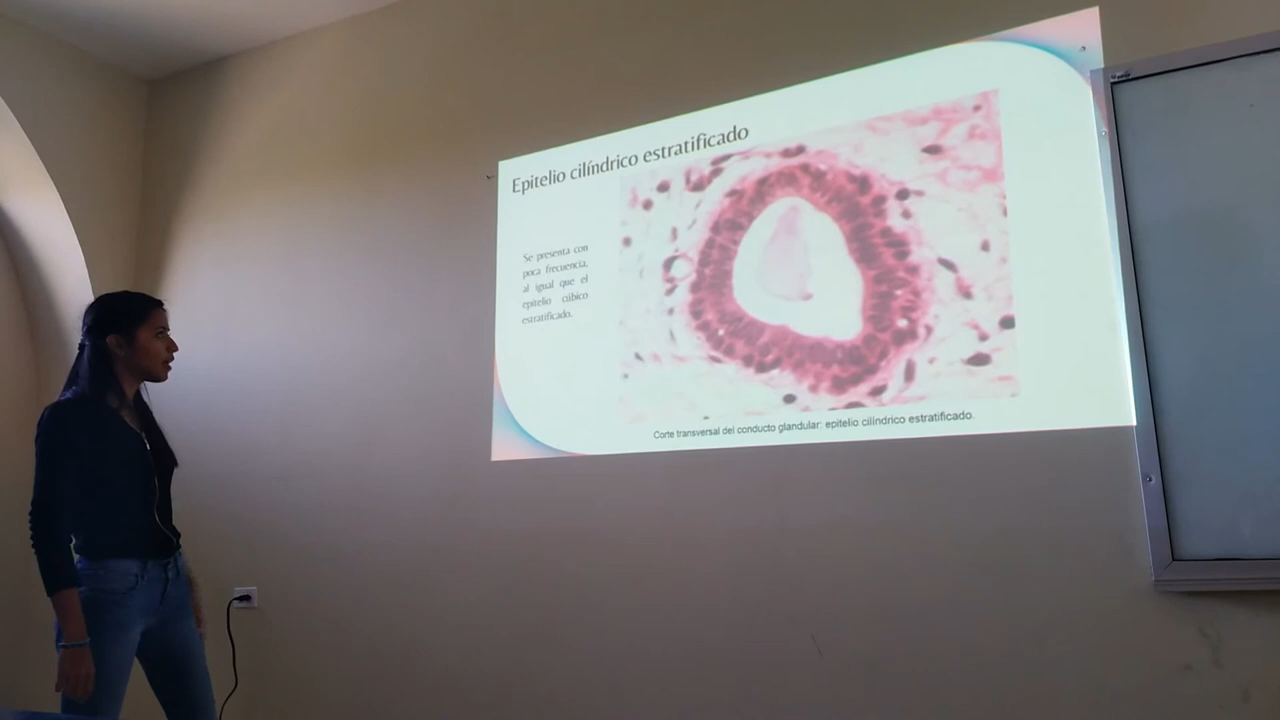 Epitelio cilíndrico estratificado
Se presenta con
poca frecuencia,
al igual que el
epitelio cúbico
estratificado.
Corte transversal del conducto glandular: epitelio cilíndrico estratificado.